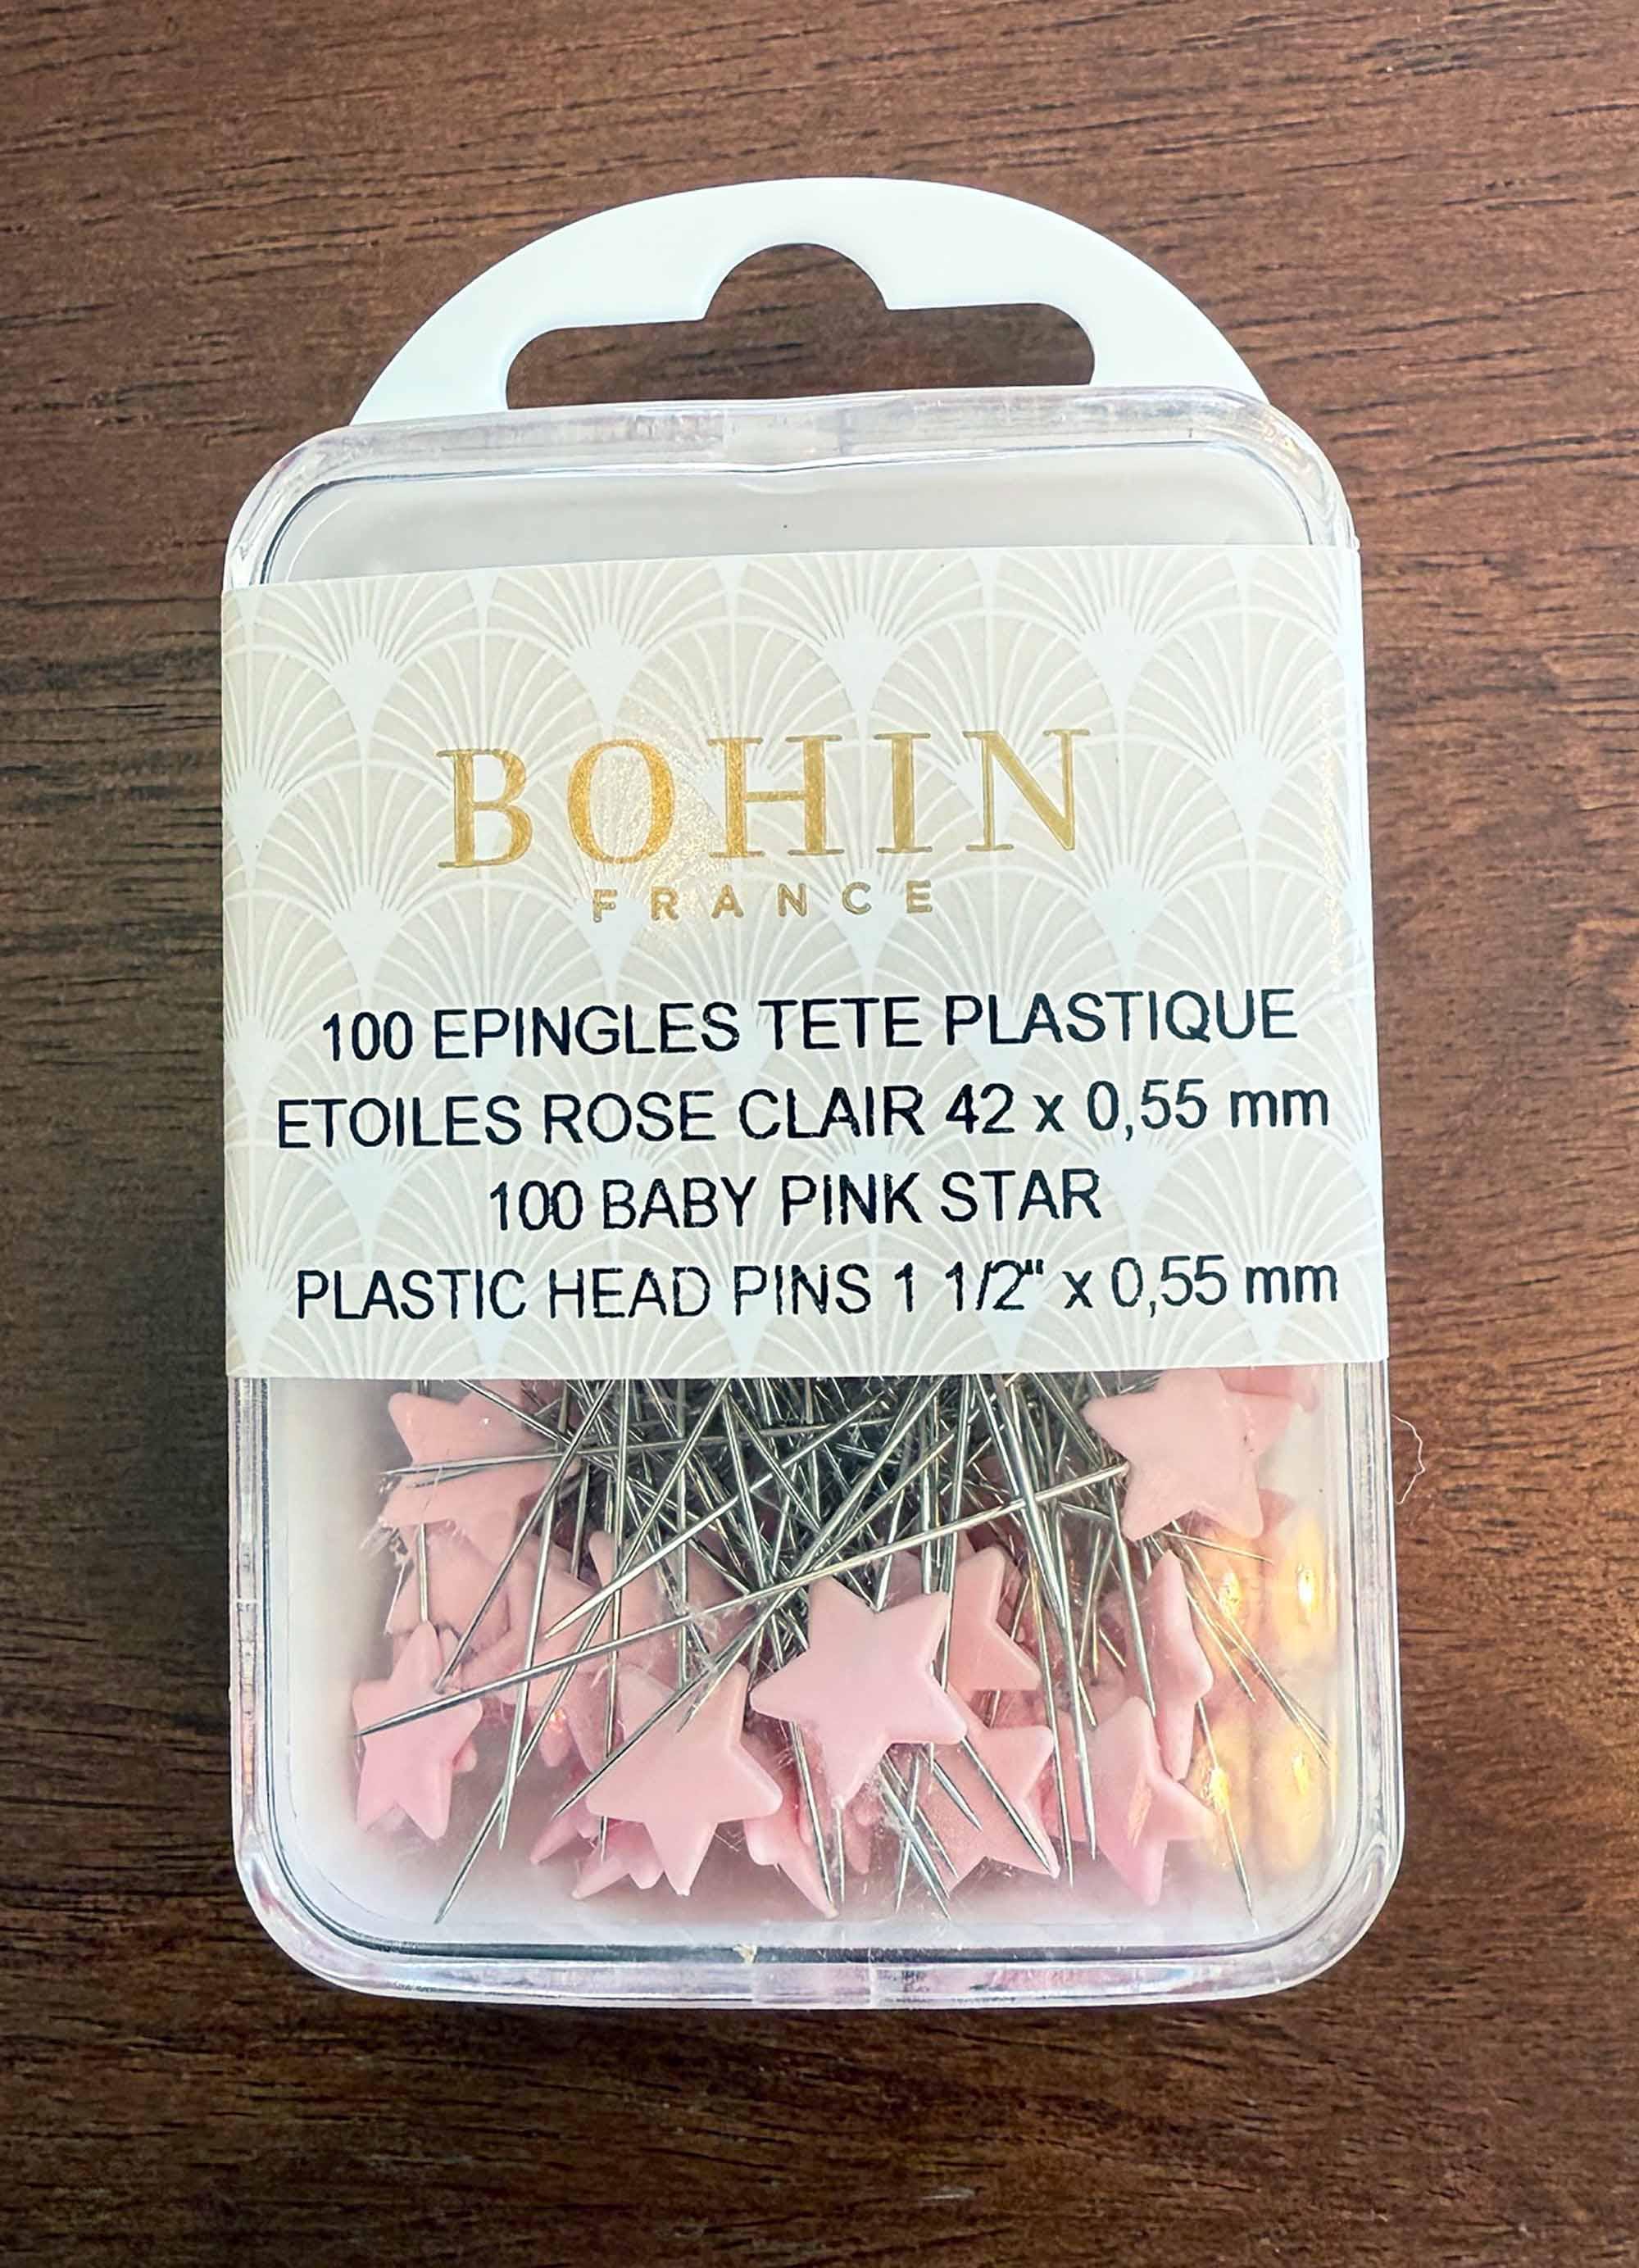 BOHIN
FRANCE
100 EPINGLES TETE PLASTIQUE
ETOILES ROSE CLAIR 42 x 0,55 mm
100 BABY PINK STAR
PLASTIC HEAD PINS 1 1/2" x 0,55 mm